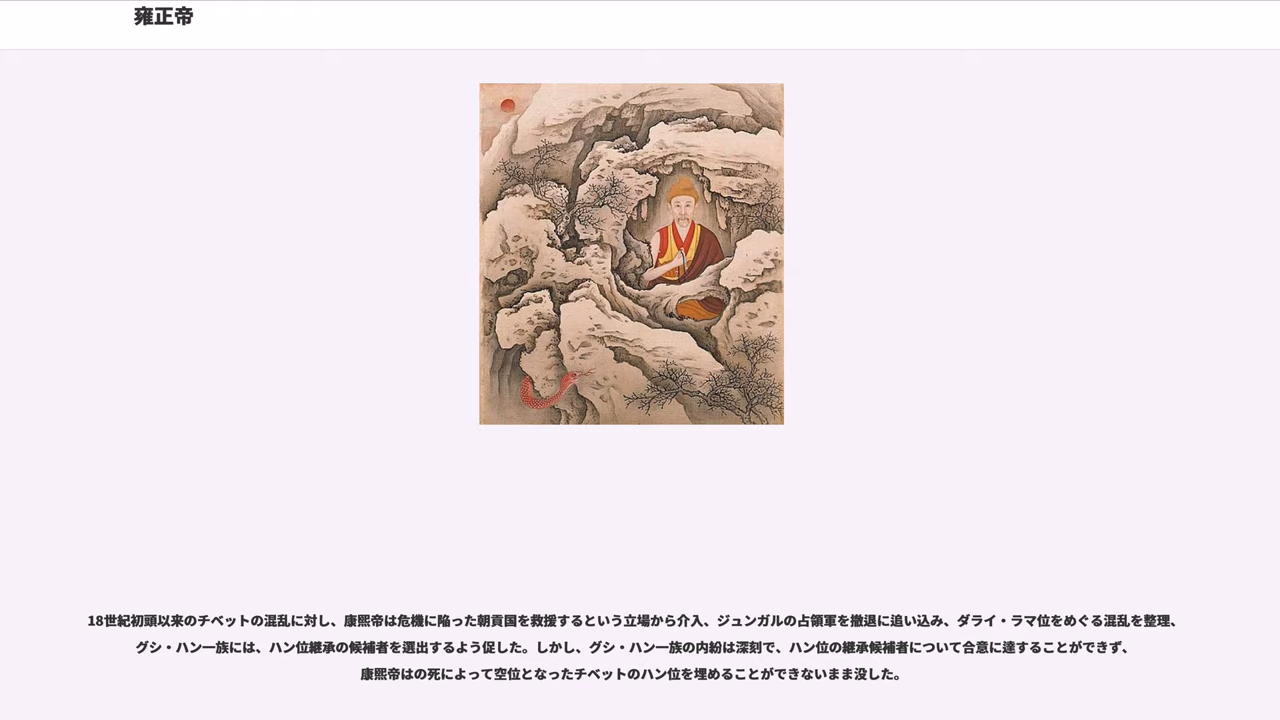 雍正帝
18世紀初頭以来のチベットの混乱に対し、康熙帝は危機に陥った朝貢国を救援するという立場から介入、ジュンガルの占領軍を撤退に追い込み、ダライ・ラマ位をめぐる混乱を整理、
グシ・ハン一族には、ハン位継承の候補者を選出するよう促した。しかし、グシ・ハン一族の内紛は深刻で、ハン位の継承候補者について合意に達することができず、
康熙帝はの死によって空位となったチベットのハン位を埋めることができないまま没した。